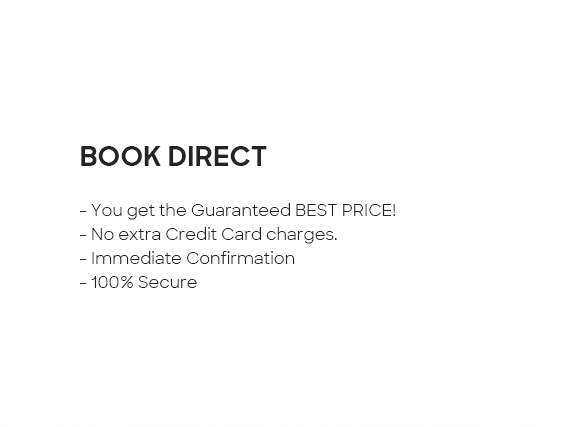 BOOK DIRECT
- You get the Guaranteed BEST PRICE!
- No extra Credit Card charges.
- Immediate Confirmation
- 100% Secure